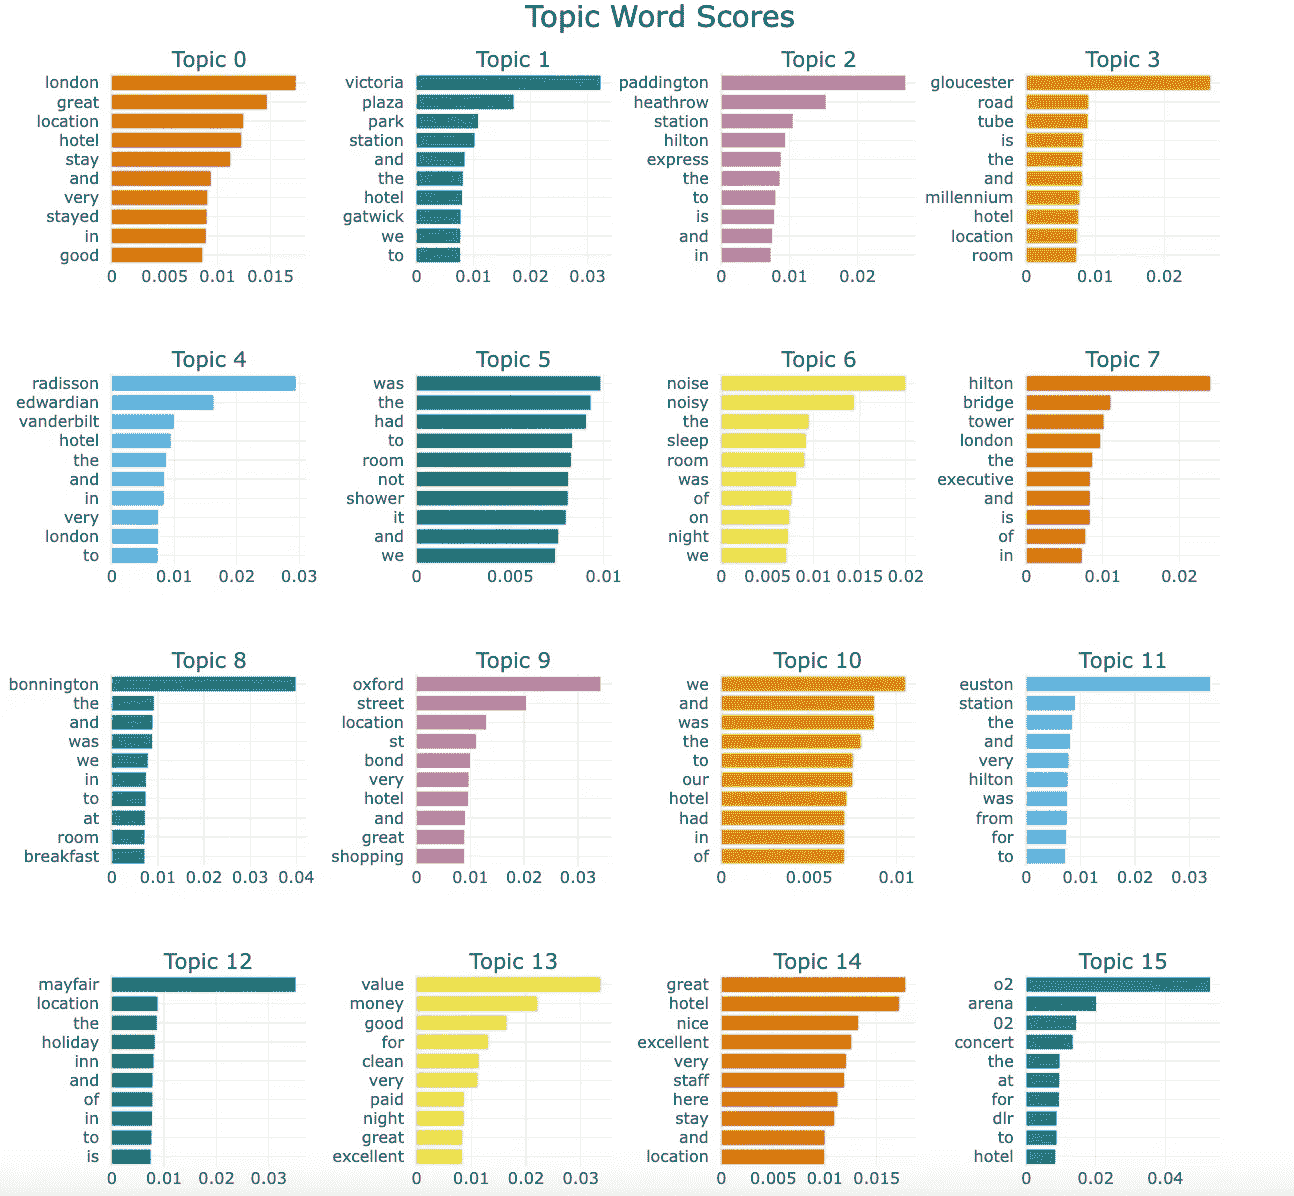 Topic Word Scores
Topic 0
london
great
location
hotel
stay
and
very
stayed
in
good
0 0.005 0.01 0.015
Topic 1
victoria
plaza
park
station
and
the
hotel
gatwick
we
to
0 0.01 0.02 0.03
Topic 2
paddington
heathrow
station
hilton
express
the
to
is
and
in
0 0.01 0.02
Topic 3
gloucester
road
tube
is
the
and
millennium
hotel
location
room
0 0.01 0.02
Topic 4
radisson
edwardian
vanderbilt
hotel
the
and
in
very
london
to
0 0.01 0.02 0.03
Topic 5
was
the
had
to
room
not
shower
it
and
we
0 0.005 0.01
Topic 6
noise
noisy
the
sleep
room
was
of
on
night
we
0 0.005 0.01 0.015 0.02
Topic 7
hilton
bridge
tower
london
the
executive
and
is
of
in
0 0.01 0.02
Topic 8
bonnington
the
and
was
we
in
to
at
room
breakfast
0 0.01 0.02 0.03 0.04
Topic 9
oxford
street
location
st
bond
very
hotel
and
great
shopping
0 0.01 0.02 0.03
Topic 10
we
and
was
the
to
our
hotel
had
in
of
0 0.005 0.01
Topic 11
euston
station
the
and
very
hilton
was
from
for
to
0 0.01 0.02 0.03
Topic 12
mayfair
location
the
holiday
inn
and
of
in
to
is
0 0.01 0.02 0.03
Topic 13
value
money
good
for
clean
very
paid
night
great
excellent
0 0.01 0.02 0.03
Topic 14
great
hotel
nice
excellent
very
staff
here
stay
and
location
0 0.005 0.01 0.015
Topic 15
o2
arena
02
concert
the
at
for
dlr
to
hotel
0 0.02 0.04